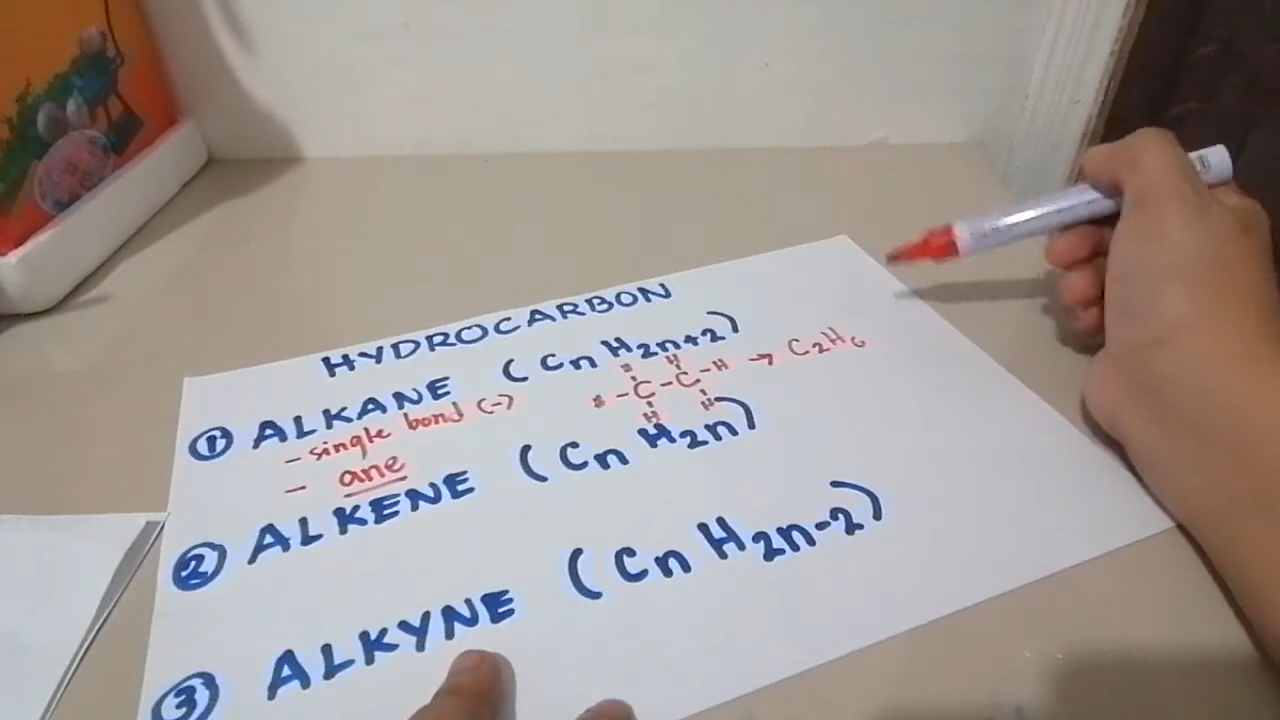 HYDROCARBON
① ALKANE (CnH2n+2)
- single bond (-)
- ane
H H
H-C-C-H → C2H6
H H
② ALKENE (CnH2n)
③ ALKYNE (CnH2n-2)